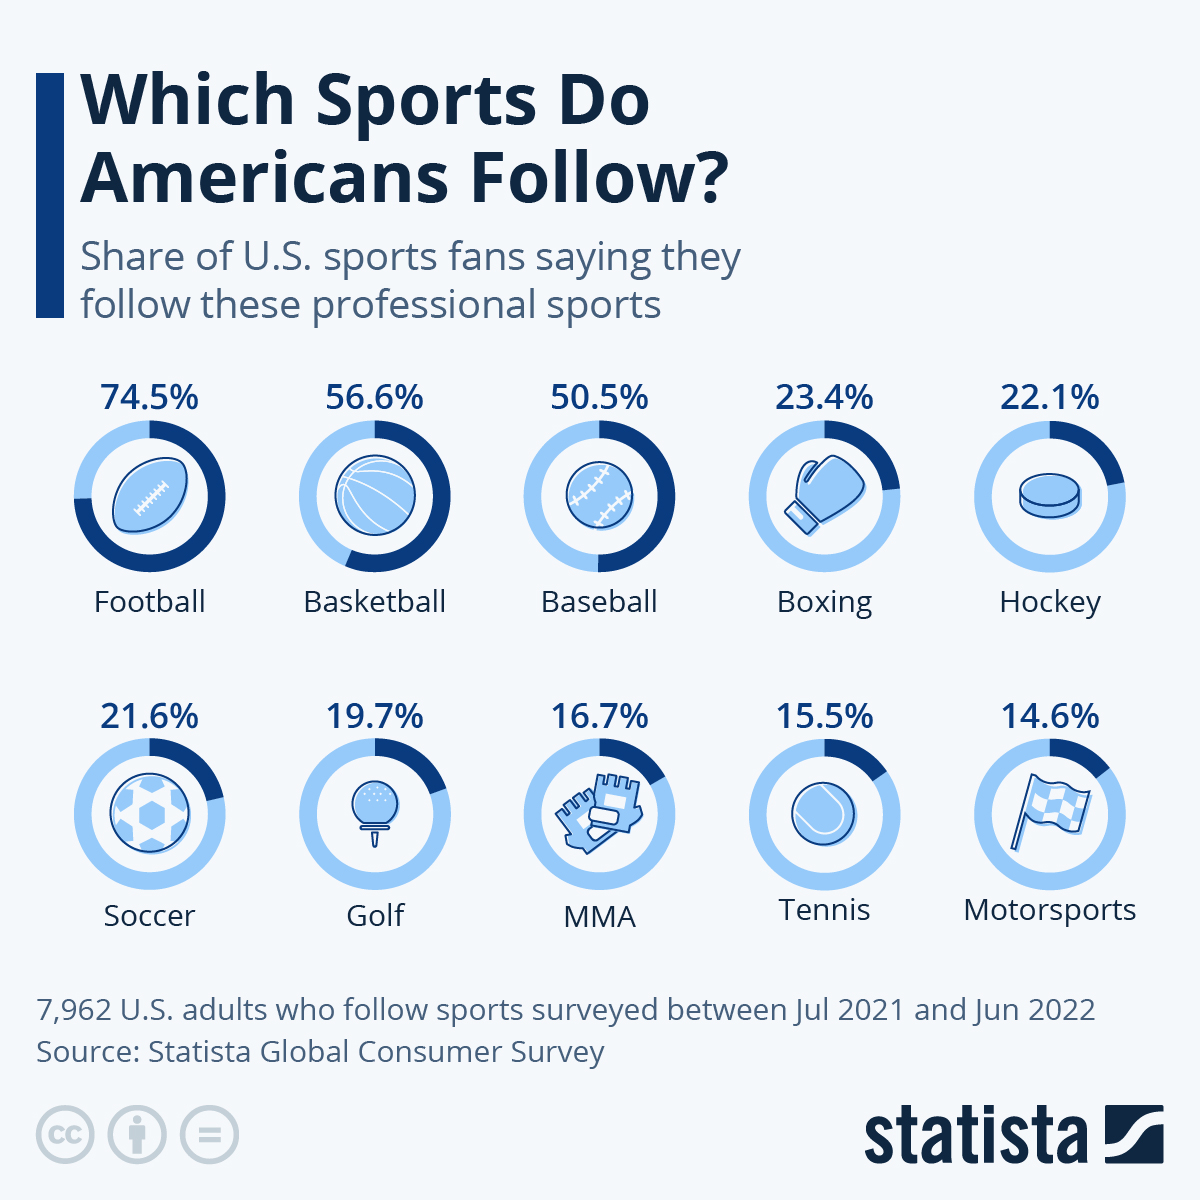 Which Sports Do
Americans Follow?
Share of U.S. sports fans saying they
follow these professional sports
74.5% 56.6% 50.5% 23.4% 22.1%
Football Basketball Baseball Boxing Hockey
21.6% 19.7% 16.7% 15.5% 14.6%
Soccer Golf MMA Tennis Motorsports
7,962 U.S. adults who follow sports surveyed between Jul 2021 and Jun 2022
Source: Statista Global Consumer Survey
cc
statista